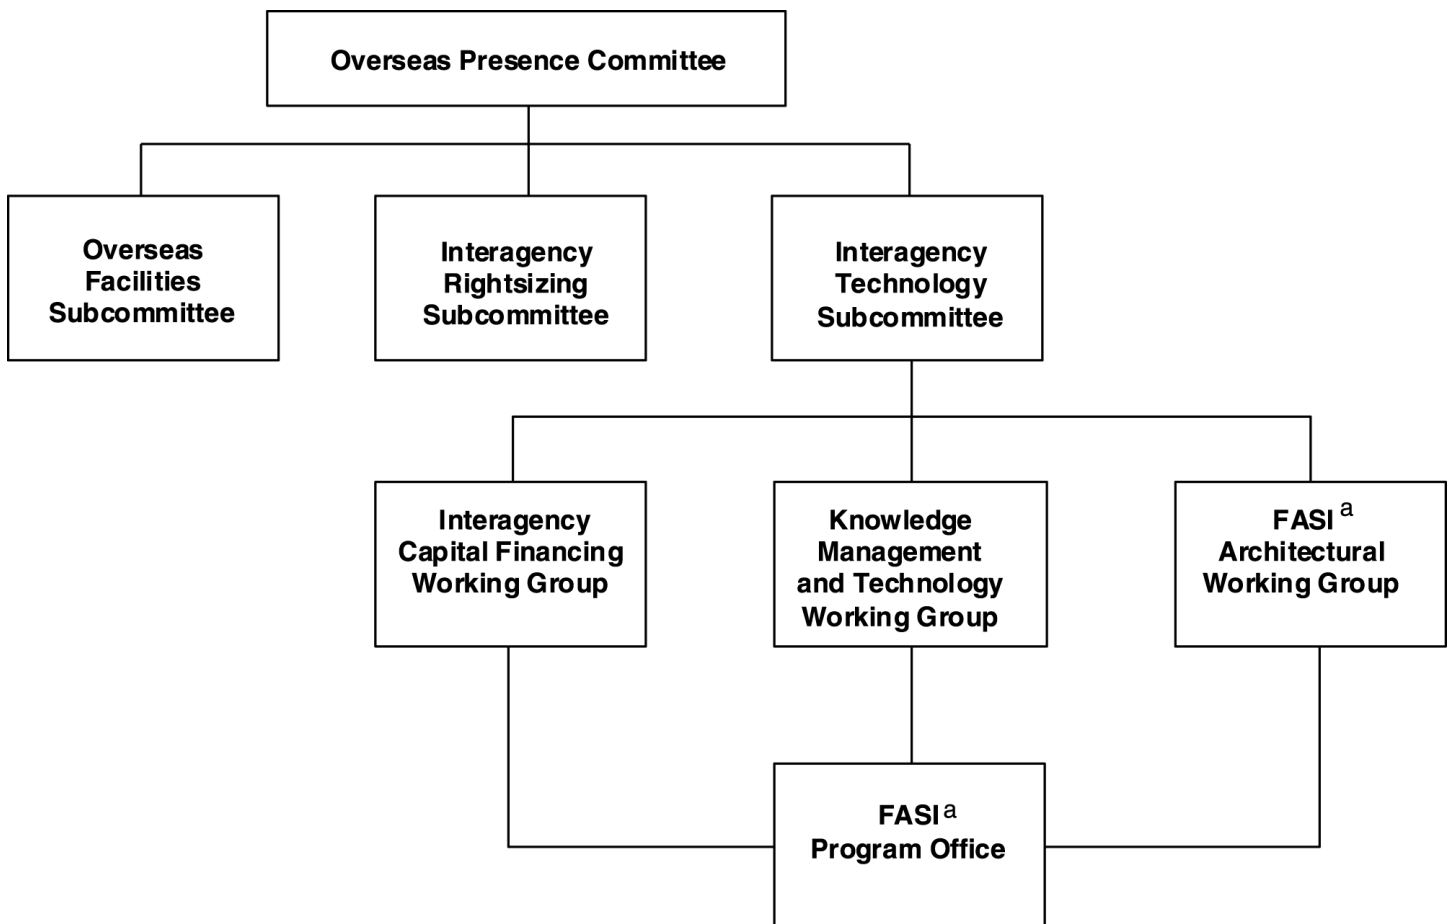 Overseas Presence Committee
Overseas
Facilities
Subcommittee
Interagency
Rightsizing
Subcommittee
Interagency
Technology
Subcommittee
Interagency
Capital Financing
Working Group
Knowledge
Management
and Technology
Working Group
FASI a
Architectural
Working Group
FASI a
Program Office